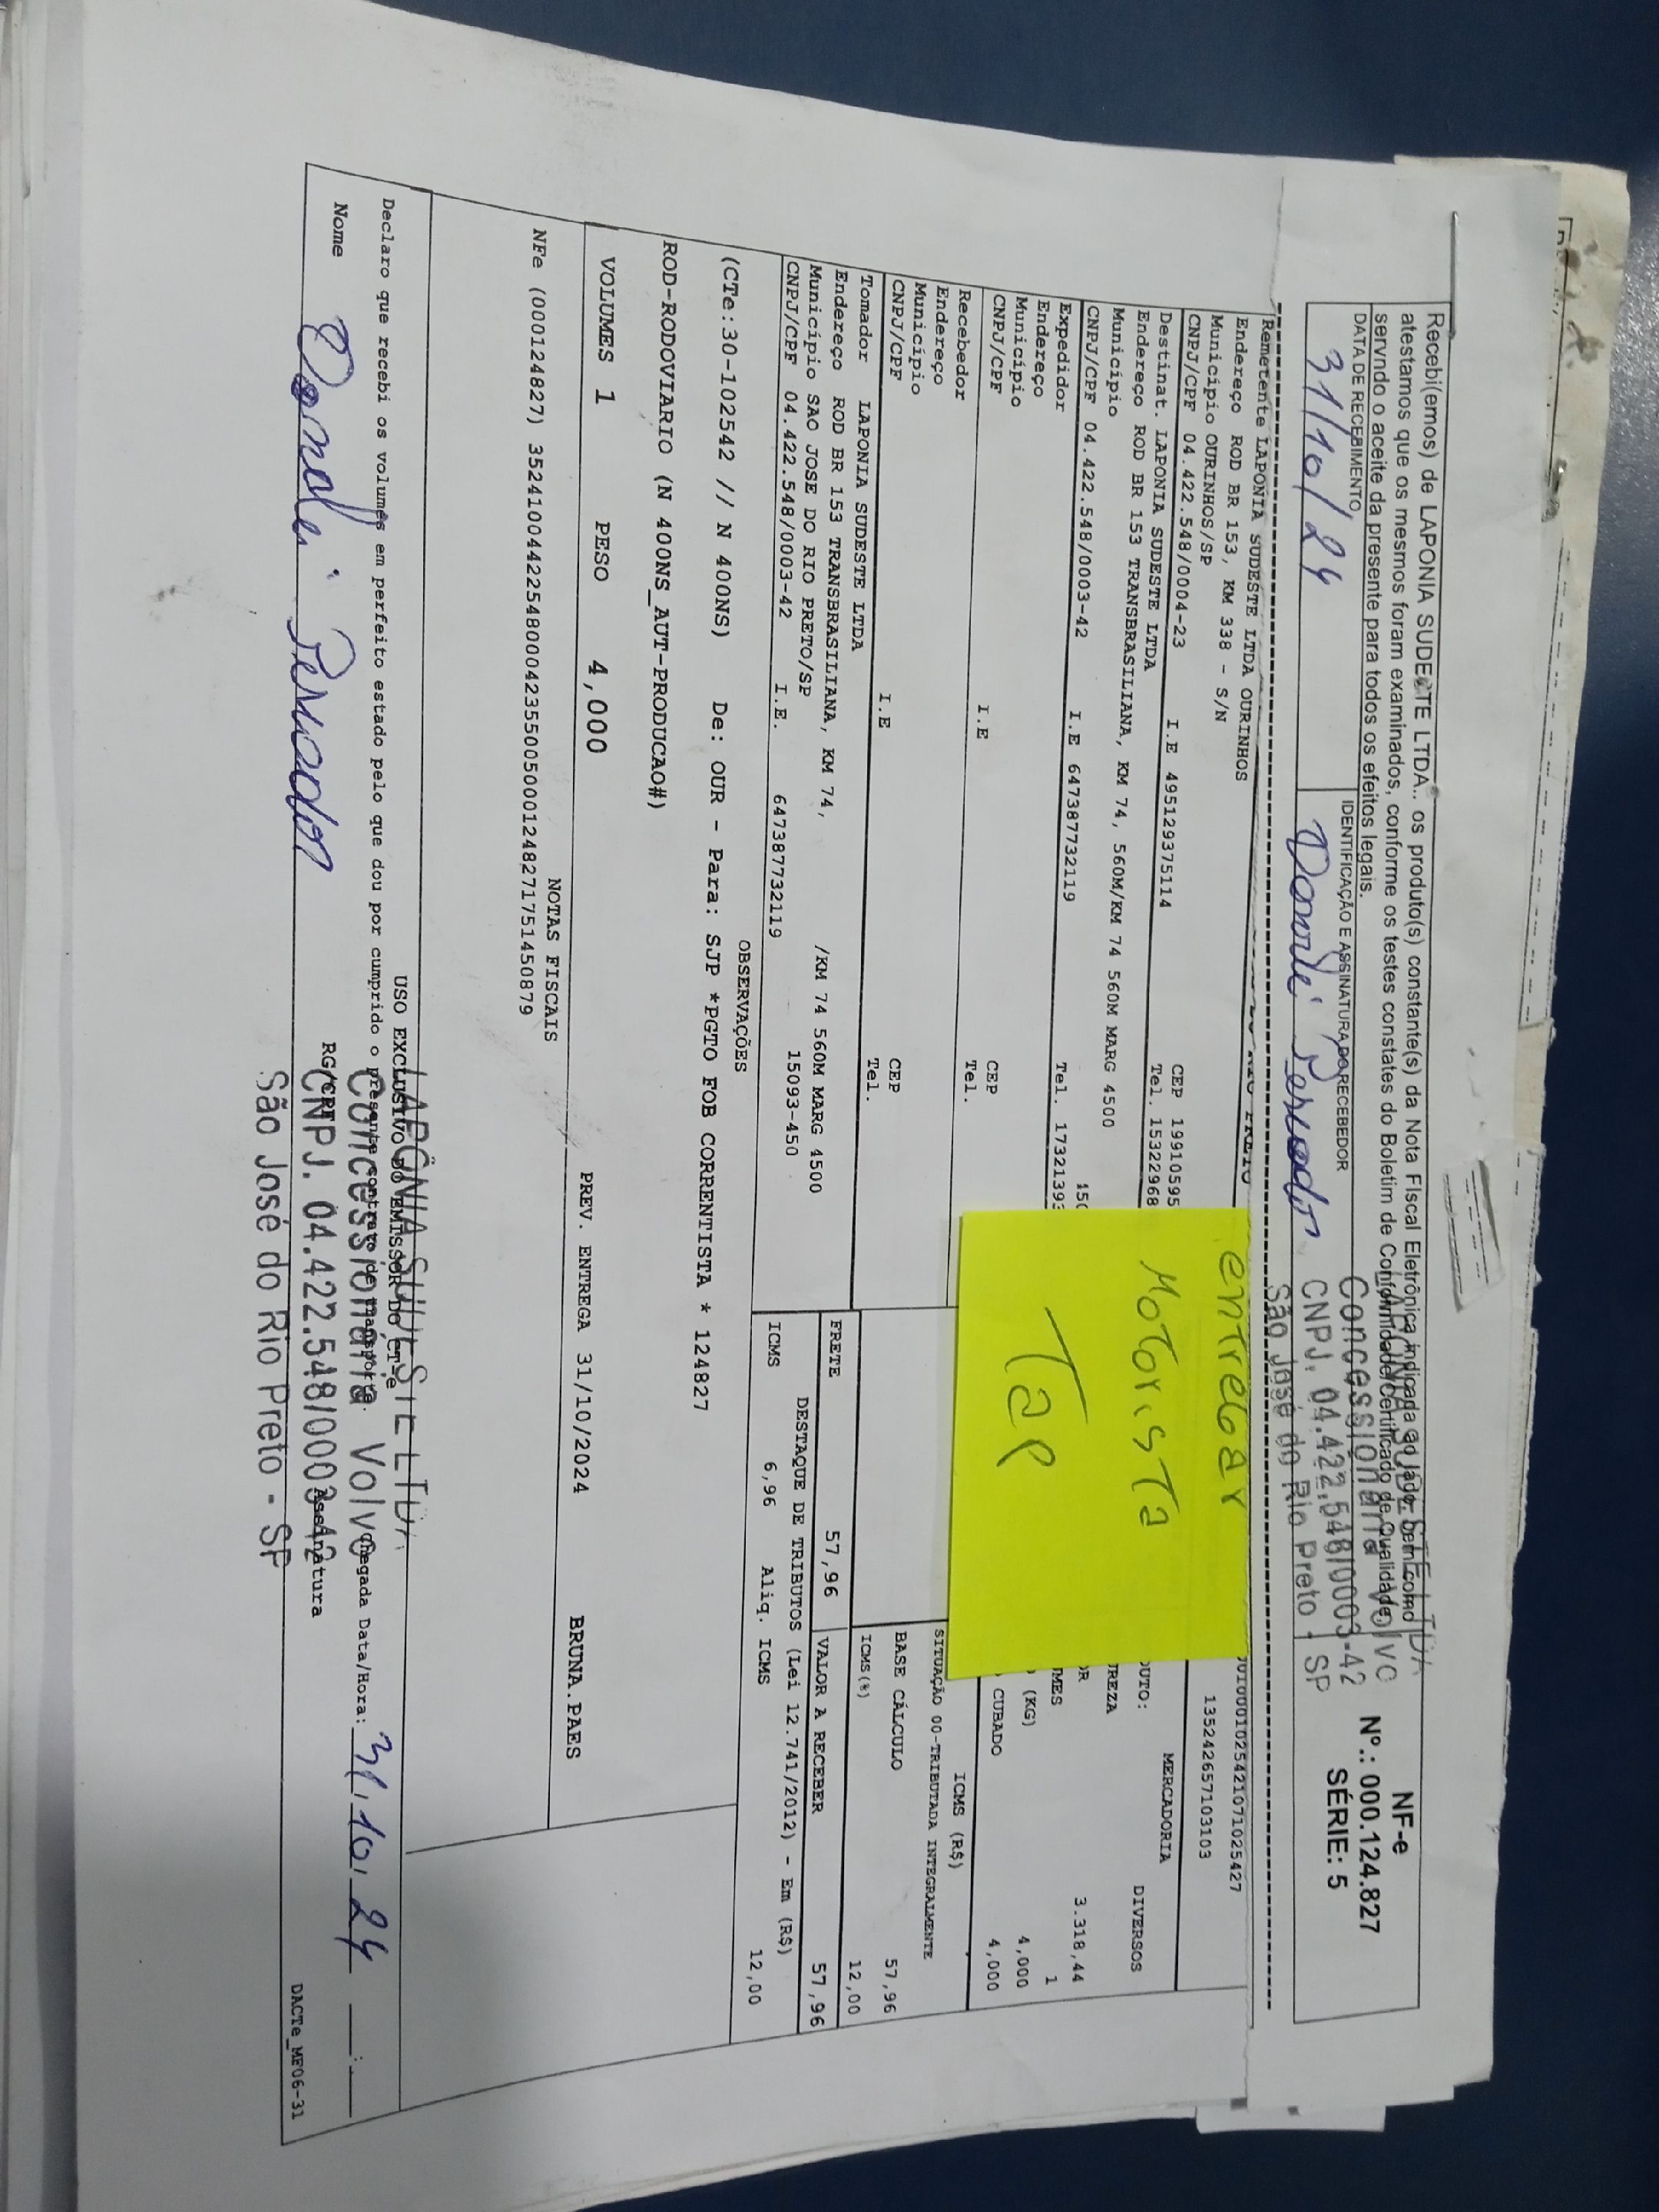 Recebi(emos) de LAPONIA SUDESTE LTDA.. os produto(s) constante(s) da Nota Fiscal Eletrônica indicada ao lado, bem como
atestamos que os mesmos foram examinados, conforme os testes constates do Boletim de Conformidade/Certificado de Qualidade,
servndo o aceite da presente para todos os efeitos legais.
DATA DE RECEBIMENTO
IDENTIFICAÇÃO E ASSINATURA DO RECEBEDOR
31/10/24
NF-e
Nº.: 000.124.827
SÉRIE: 5
Concessionária Volvo
CNPJ. 04.422.548/0003-42
São José do Rio Preto - SP
Remetente LAPONIA SUDESTE LTDA OURINHOS
Endereço ROD BR 153, KM 338 - S/N
Município OURINHOS/SP
CEP 19910595
CNPJ/CPF 04.422.548/0004-23 I.E 495129375114 Tel. 15322968
Destinat. LAPONIA SUDESTE LTDA
Endereço ROD BR 153 TRANSBRASILIANA, KM 74, 560M/KM 74 560M MARG 4500
Município
CNPJ/CPF 04.422.548/0003-42 I.E 647387732119 Tel. 1732139
Expedidor
Endereço
Município CEP
CNPJ/CPF I.E Tel.
Recebedor
Endereço
Município CEP
CNPJ/CPF I.E Tel.
Tomador LAPONIA SUDESTE LTDA
Endereço ROD BR 153 TRANSBRASILIANA, KM 74, /KM 74 560M MARG 4500
Município SAO JOSE DO RIO PRETO/SP 15093-450
CNPJ/CPF 04.422.548/0003-42 I.E. 647387732119
entregar
Motorista
Tap
135242657103103
MERCADORIA
DIVERSOS
3.318,44
1
(KG) 4,000
CUBADO 4,000
ICMS (R$)
SITUAÇÃO 00-TRIBUTADA INTEGRALMENTE
BASE CÁLCULO 57,96
ICMS(%) 12,00
FRETE 57,96 VALOR A RECEBER 57,96
DESTAQUE DE TRIBUTOS (Lei 12.741/2012) - Em (R$)
ICMS 6,96 Aliq. ICMS 12,00
OBSERVAÇÕES
(CTe:30-102542 // N 400NS) De: OUR - Para: SJP *PGTO FOB CORRENTISTA * 124827
ROD-RODOVIARIO (N 400NS_AUT-PRODUCAO#)
VOLUMES 1 PESO 4,000 PREV. ENTREGA 31/10/2024 BRUNA.PAES
NOTAS FISCAIS
NFe (000124827) 35241004422548000423550050001248271751450879
USO EXCLUSIVO DO EMISSOR DO CT-e
Declaro que recebi os volumes em perfeito estado pelo que dou por cumprido o presente contrato de transporte. Chegada Data/Hora: 31/10/24
Nome RG/CPF Assinatura
LAPÔNIA SUDESTE LTDA
Concessionária Volvo
CNPJ. 04.422.548/0003-42
São José do Rio Preto - SP
DACTe_MF06-31